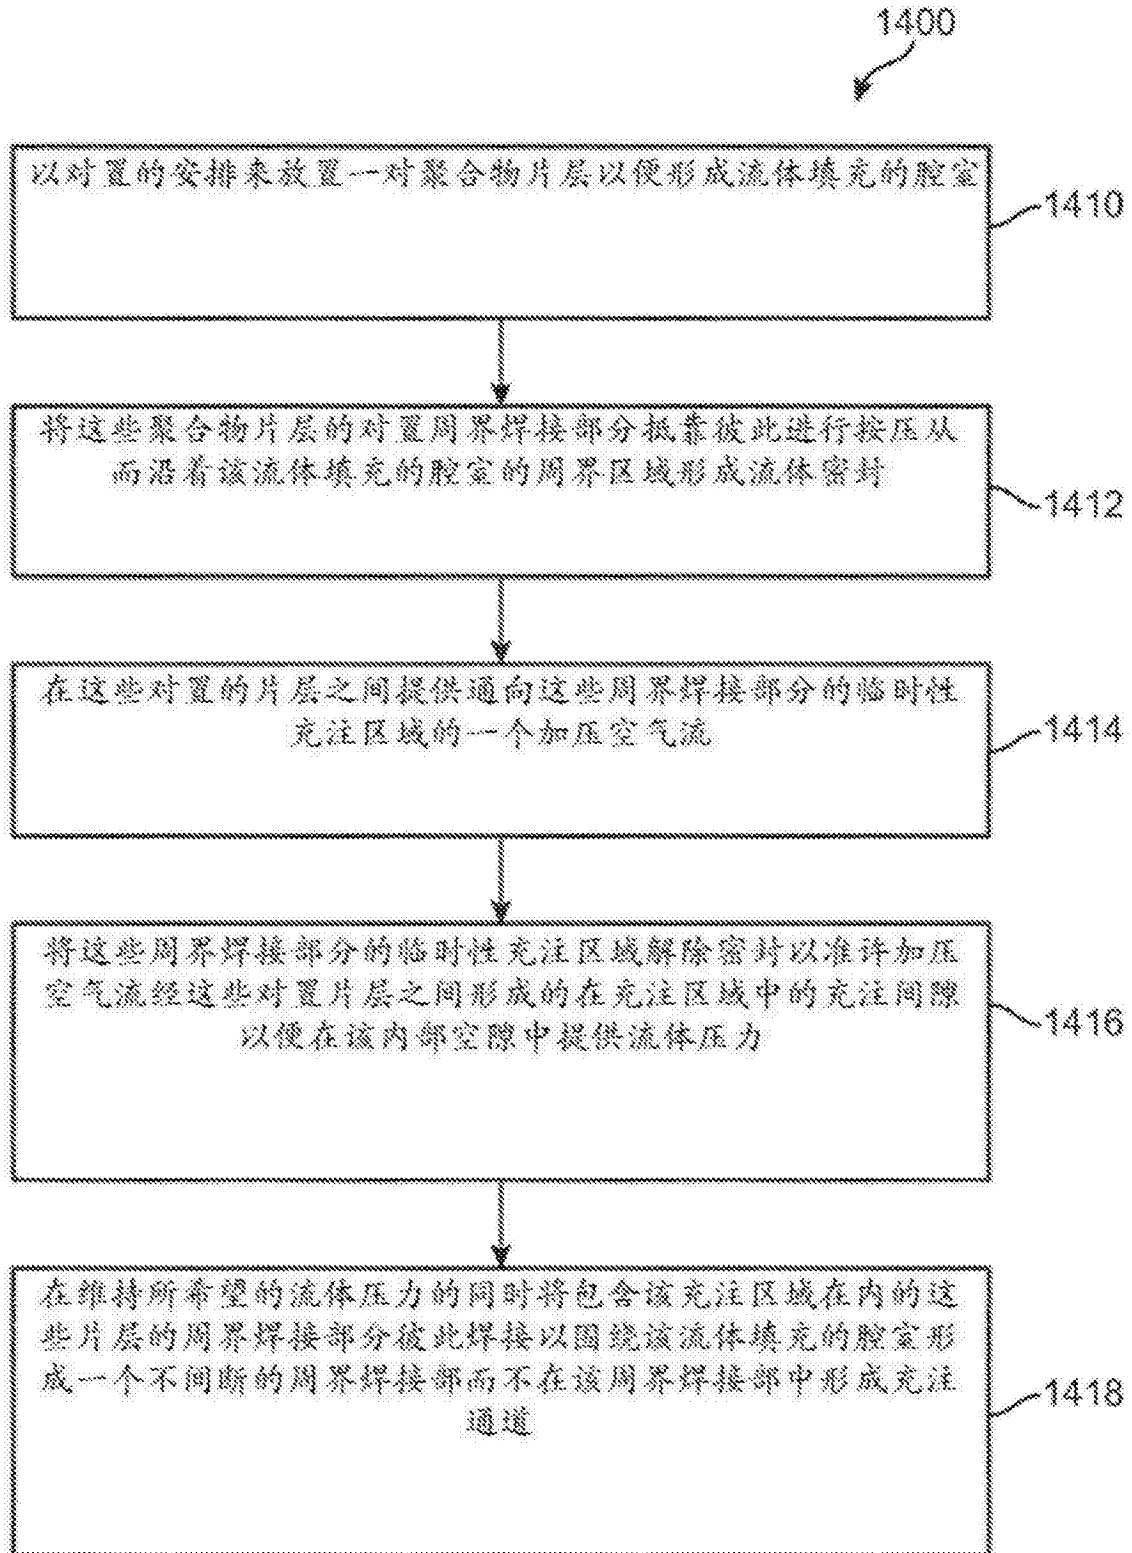 1400
以对置的安排来放置一对聚合物片层以便形成流体填充的腔室
1410
将这些聚合物片层的对置周界焊接部分抵靠彼此进行按压从
而沿着该流体填充的腔室的周界区域形成流体密封
1412
在这些对置的片层之间提供通向这些周界焊接部分的临时性
充注区域的一个加压空气流
1414
将这些周界焊接部分的临时性充注区域解除密封以准许加压
空气流经这些对置片层之间形成的在充注区域中的充注间隙
以便在该内部空隙中提供流体压力
1416
在维持所希望的流体压力的同时将包含该充注区域在内的这
些片层的周界焊接部分彼此焊接以围绕该流体填充的腔室形
成一个不间断的周界焊接部而不在该周界焊接部中形成充注
通道
1418